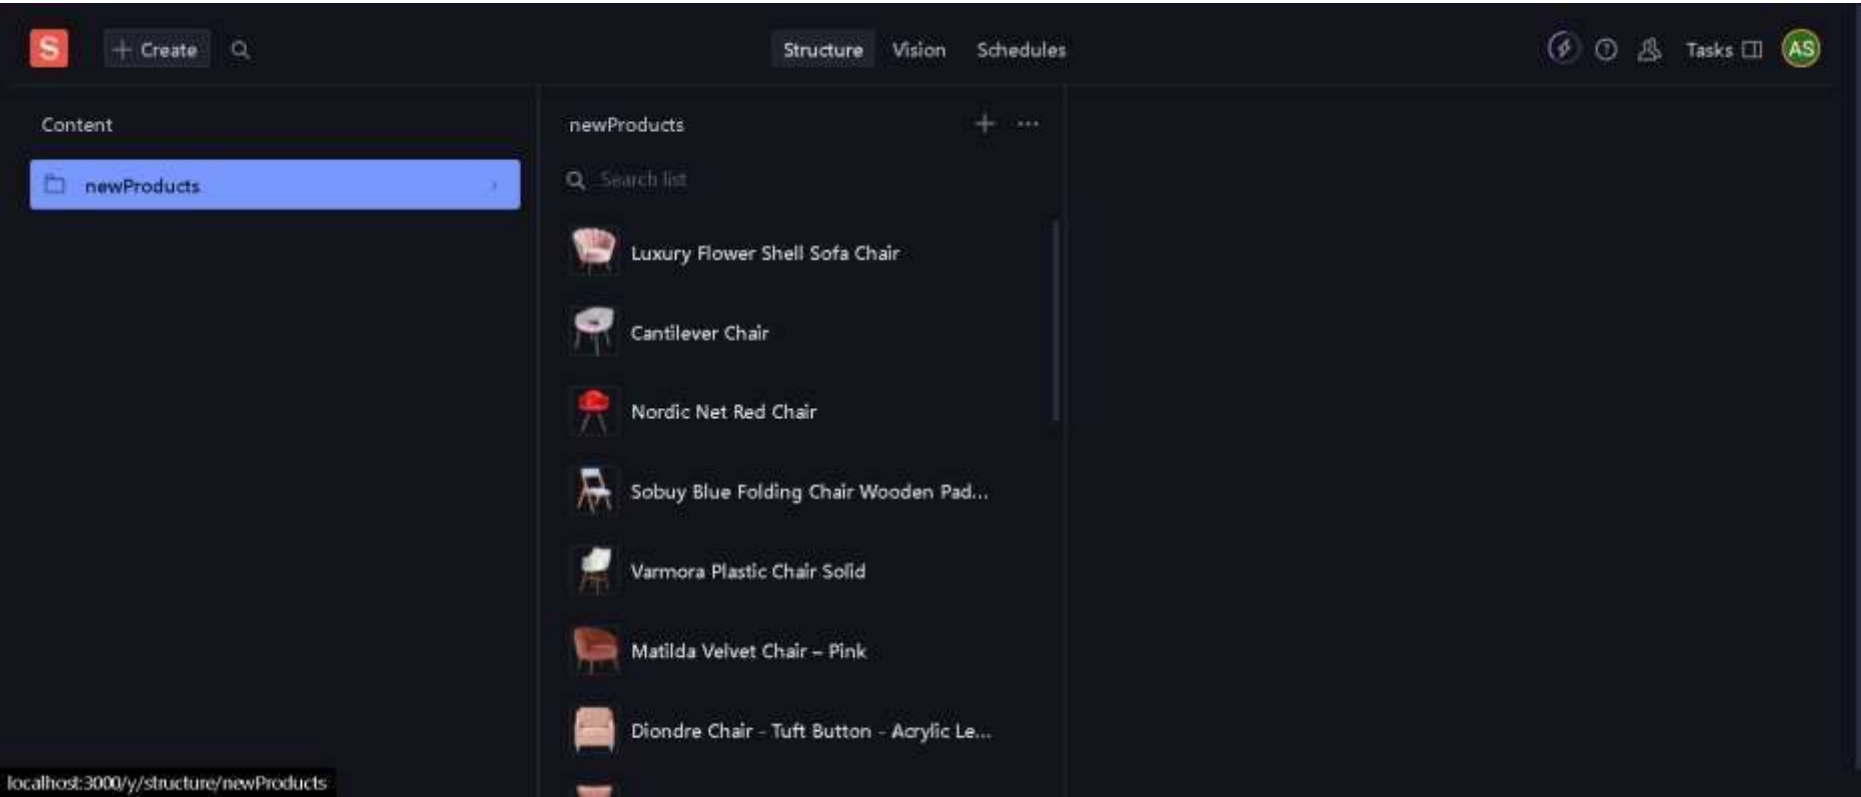 S + Create Structure Vision Schedules Tasks AS
Content
newProducts
newProducts
Search list
Luxury Flower Shell Sofa Chair
Cantilever Chair
Nordic Net Red Chair
Sobuy Blue Folding Chair Wooden Pad...
Varmora Plastic Chair Solid
Matilda Velvet Chair – Pink
Diondre Chair - Tuft Button - Acrylic Le...
localhost:3000/y/structure/newProducts